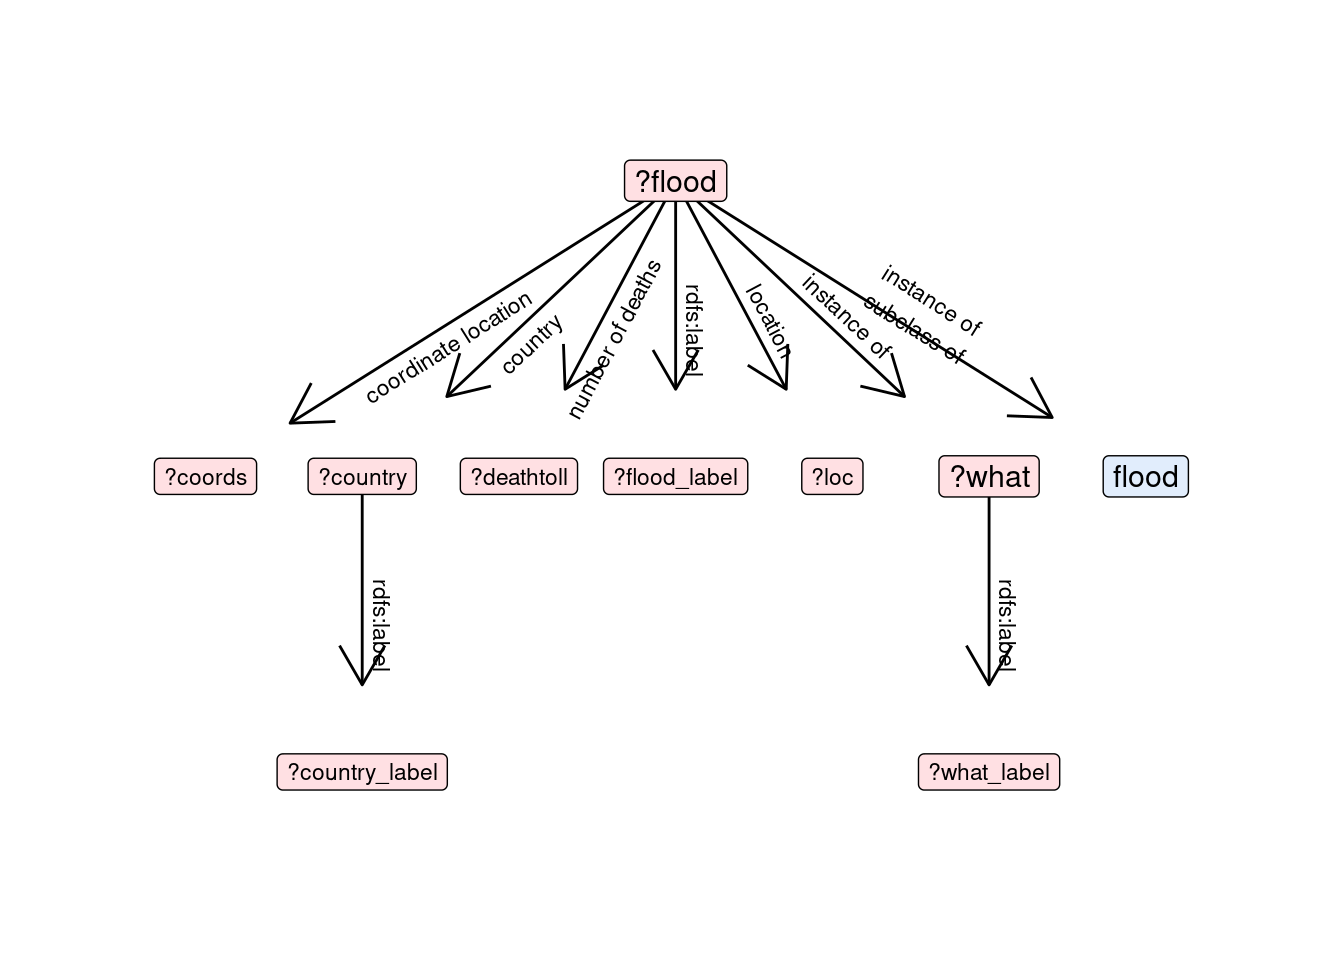 ?flood
coordinate location
country
number of deaths
rdfs:label
location
instance of
instance of
subclass of
?coords
?country
?deathtoll
?flood_label
?loc
?what
flood
rdfs:label
rdfs:label
?country_label
?what_label